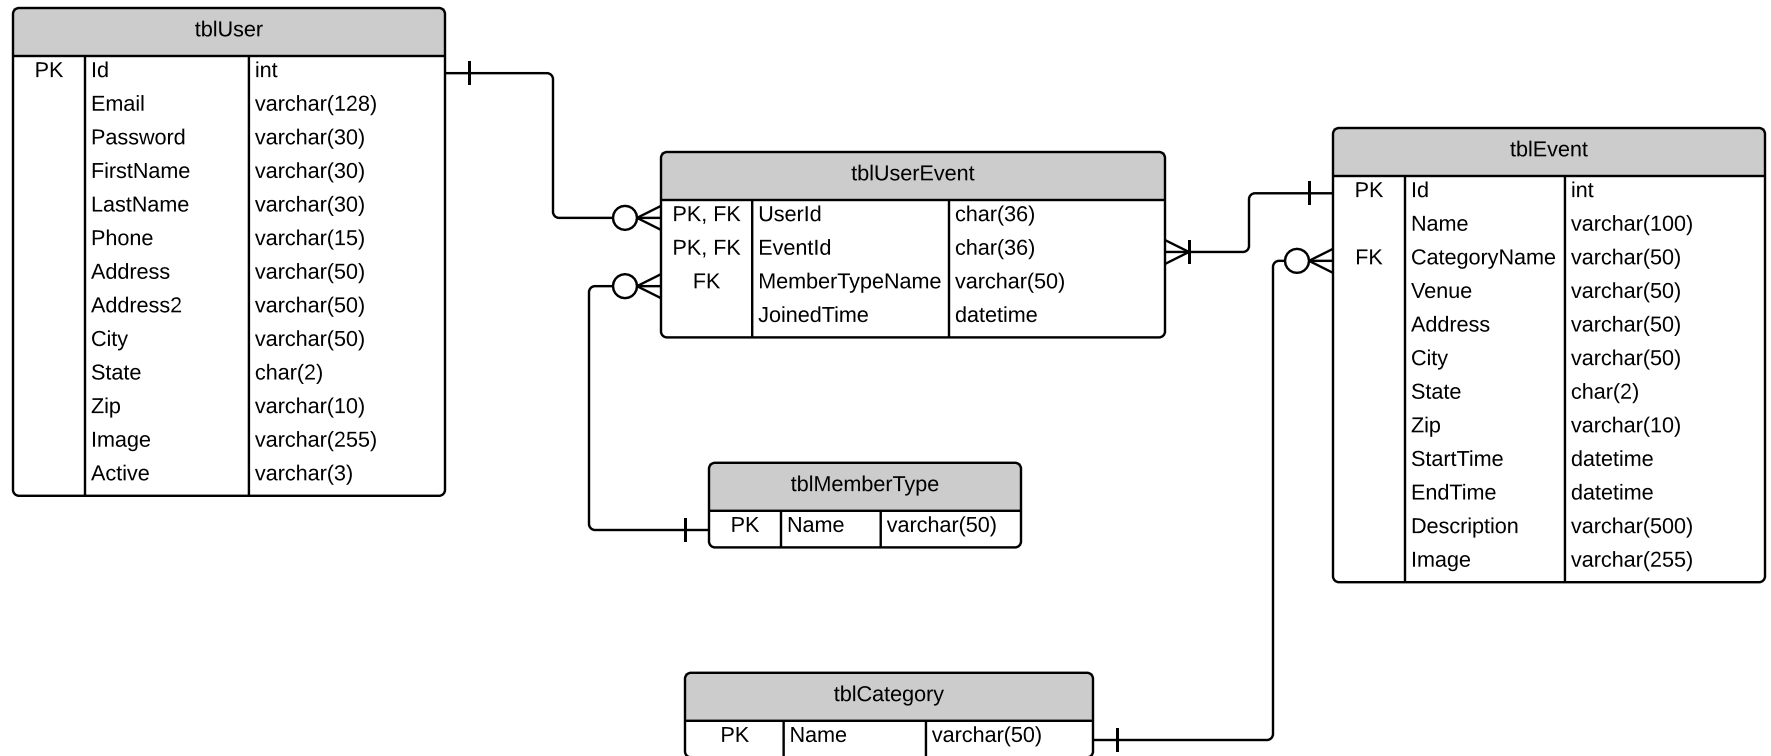 tblUser
PK Id int
Email varchar(128)
Password varchar(30)
FirstName varchar(30)
LastName varchar(30)
Phone varchar(15)
Address varchar(50)
Address2 varchar(50)
City varchar(50)
State char(2)
Zip varchar(10)
Image varchar(255)
Active varchar(3)
tblUserEvent
PK, FK UserId char(36)
PK, FK EventId char(36)
FK MemberTypeName varchar(50)
JoinedTime datetime
tblMemberType
PK Name varchar(50)
tblCategory
PK Name varchar(50)
tblEvent
PK Id int
Name varchar(100)
FK CategoryName varchar(50)
Venue varchar(50)
Address varchar(50)
City varchar(50)
State char(2)
Zip varchar(10)
StartTime datetime
EndTime datetime
Description varchar(500)
Image varchar(255)